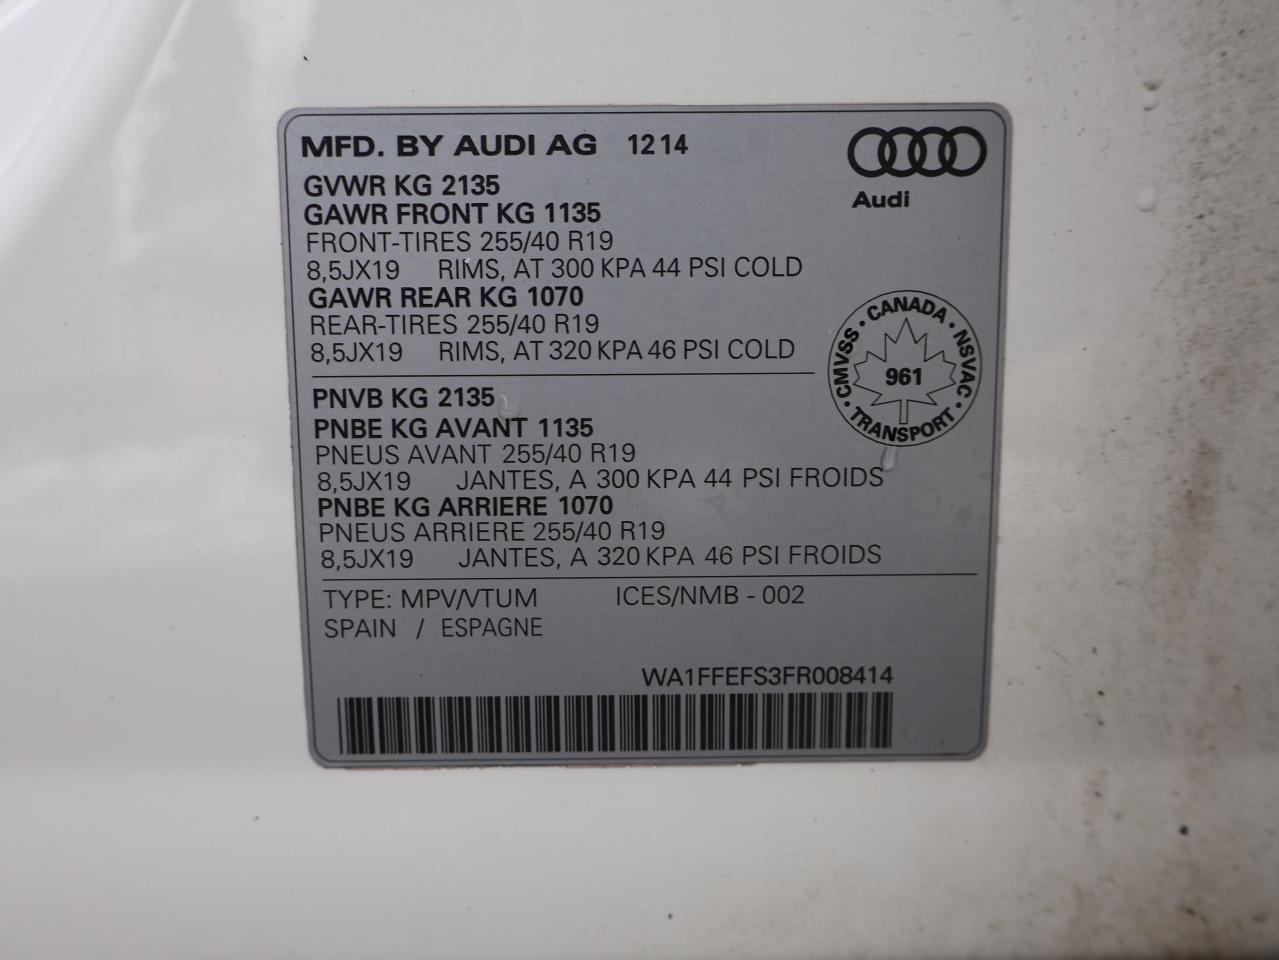 MFD. BY AUDI AG 12 14
Audi
GVWR KG 2135
GAWR FRONT KG 1135
FRONT-TIRES 255/40 R19
8,5JX19 RIMS, AT 300 KPA 44 PSI COLD
GAWR REAR KG 1070
REAR-TIRES 255/40 R19
8,5JX19 RIMS, AT 320 KPA 46 PSI COLD
CMVSS • CANADA • NSVAC • TRANSPORT •
961
PNVB KG 2135
PNBE KG AVANT 1135
PNEUS AVANT 255/40 R19
8,5JX19 JANTES, A 300 KPA 44 PSI FROIDS
PNBE KG ARRIERE 1070
PNEUS ARRIERE 255/40 R19
8,5JX19 JANTES, A 320 KPA 46 PSI FROIDS
TYPE: MPV/VTUM ICES/NMB - 002
SPAIN / ESPAGNE
WA1FFEFS3FR008414